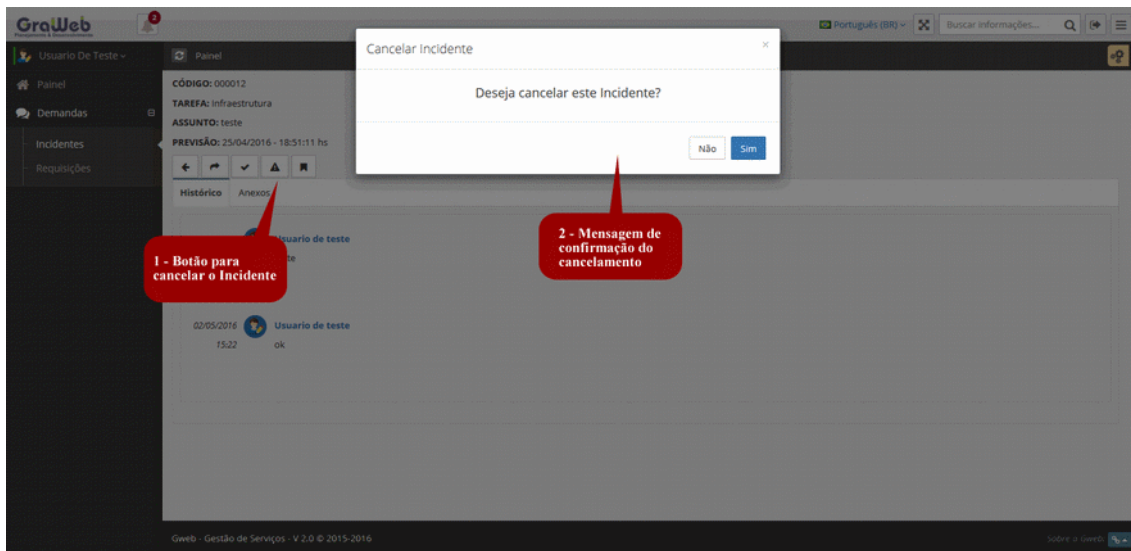 GraWeb
Planejamento & Desenvolvimento
2
Português (BR)
Buscar informações...
Usuario De Teste
Painel
Cancelar Incidente
×
Deseja cancelar este Incidente?
Não
Sim
Painel
Demandas
Incidentes
Requisições
CÓDIGO: 000012
TAREFA: Infraestrutura
ASSUNTO: teste
PREVISÃO: 25/04/2016 - 18:51:11 hs
Histórico
Anexos
Usuario de teste
1 - Botão para
cancelar o Incidente
2 - Mensagem de
confirmação do
cancelamento
02/05/2016
Usuario de teste
15:22
ok
Gweb - Gestão de Serviços - V 2.0 © 2015-2016
Sobre o Gweb